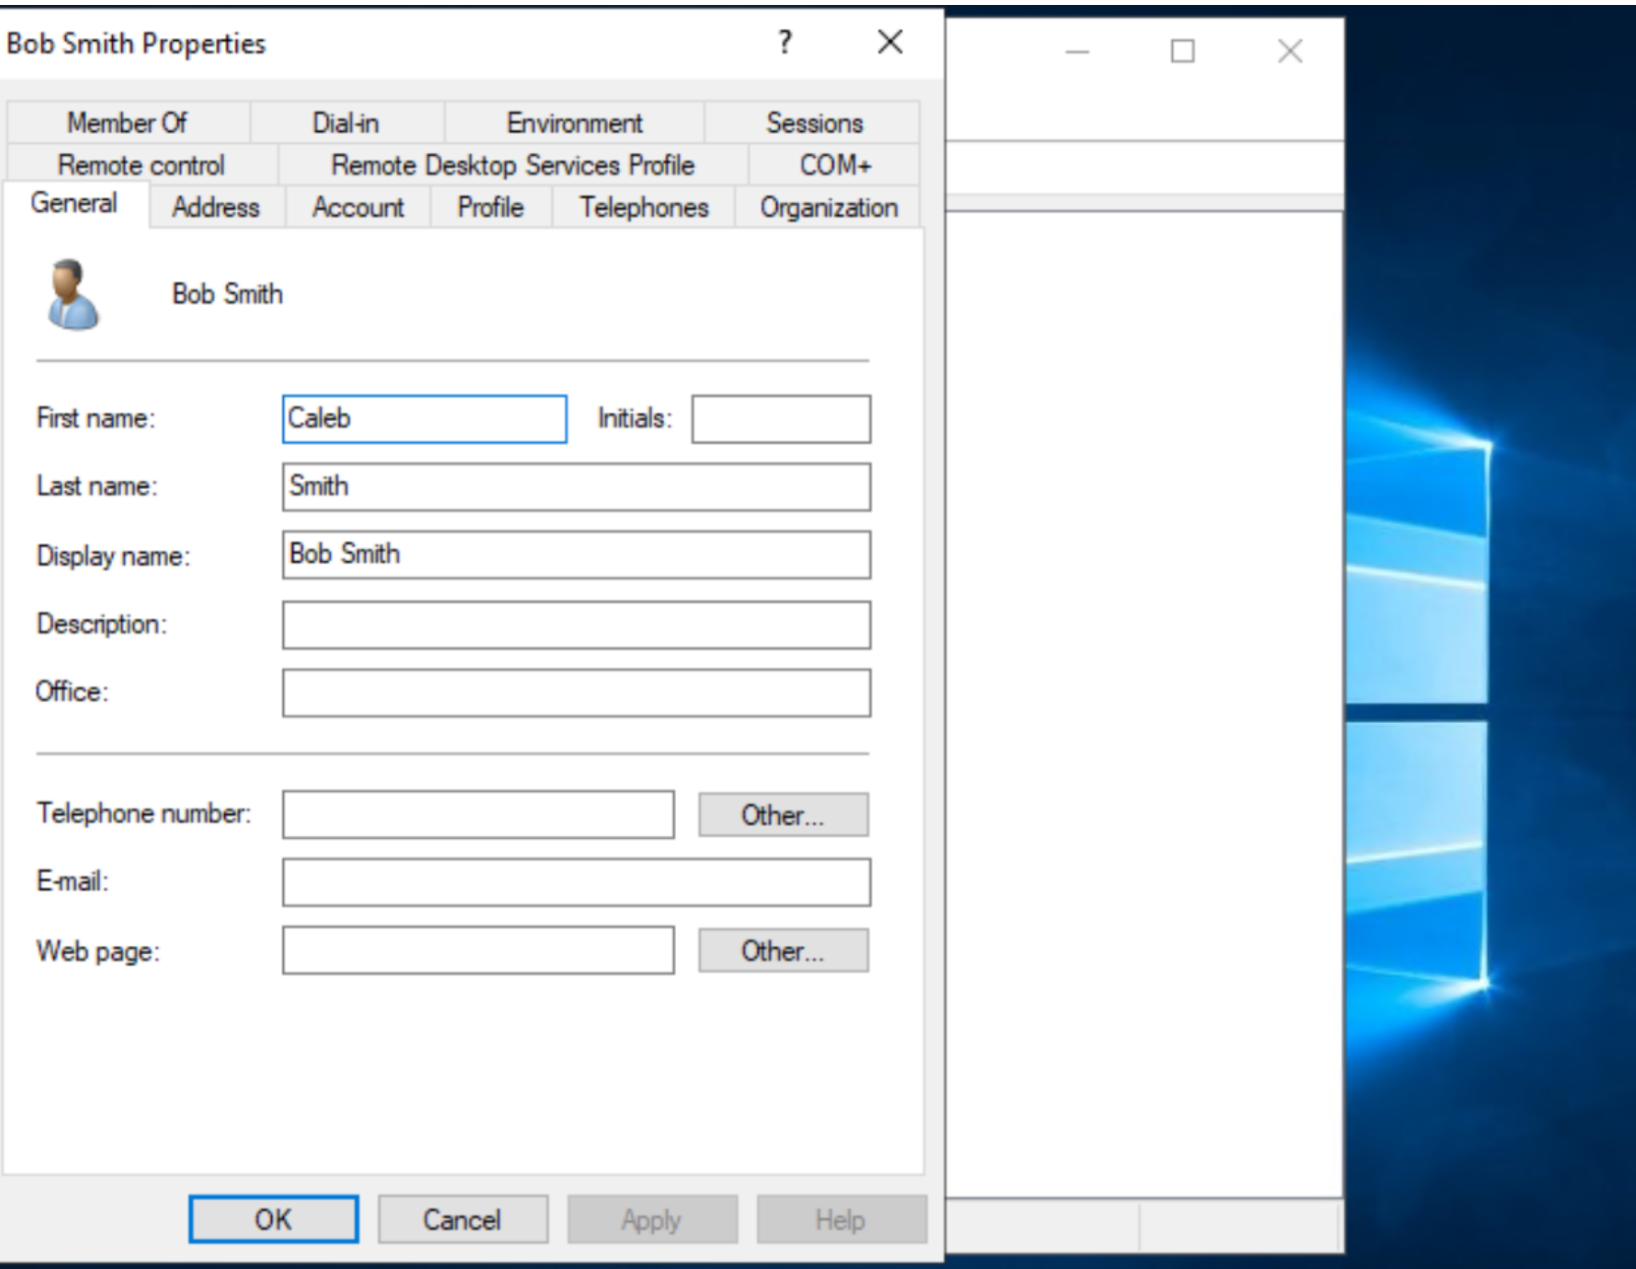 Bob Smith Properties ?
Member Of Dial-in Environment Sessions
Remote control Remote Desktop Services Profile COM+
General Address Account Profile Telephones Organization
Bob Smith
First name: Caleb Initials:
Last name: Smith
Display name: Bob Smith
Description:
Office:
Telephone number: Other...
E-mail:
Web page: Other...
OK Cancel Apply Help